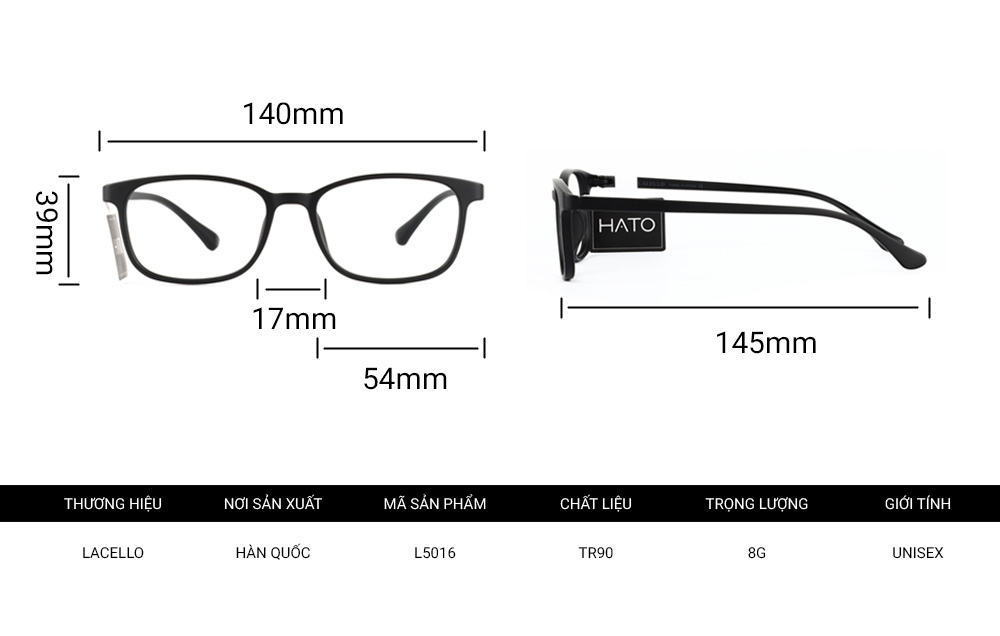 140mm
39mm
HATO
17mm
145mm
54mm
THƯƠNG HIỆU NƠI SẢN XUẤT MÃ SẢN PHẨM CHẤT LIỆU TRỌNG LƯỢNG GIỚI TÍNH
LACELLO HÀN QUỐC L5016 TR90 8G UNISEX